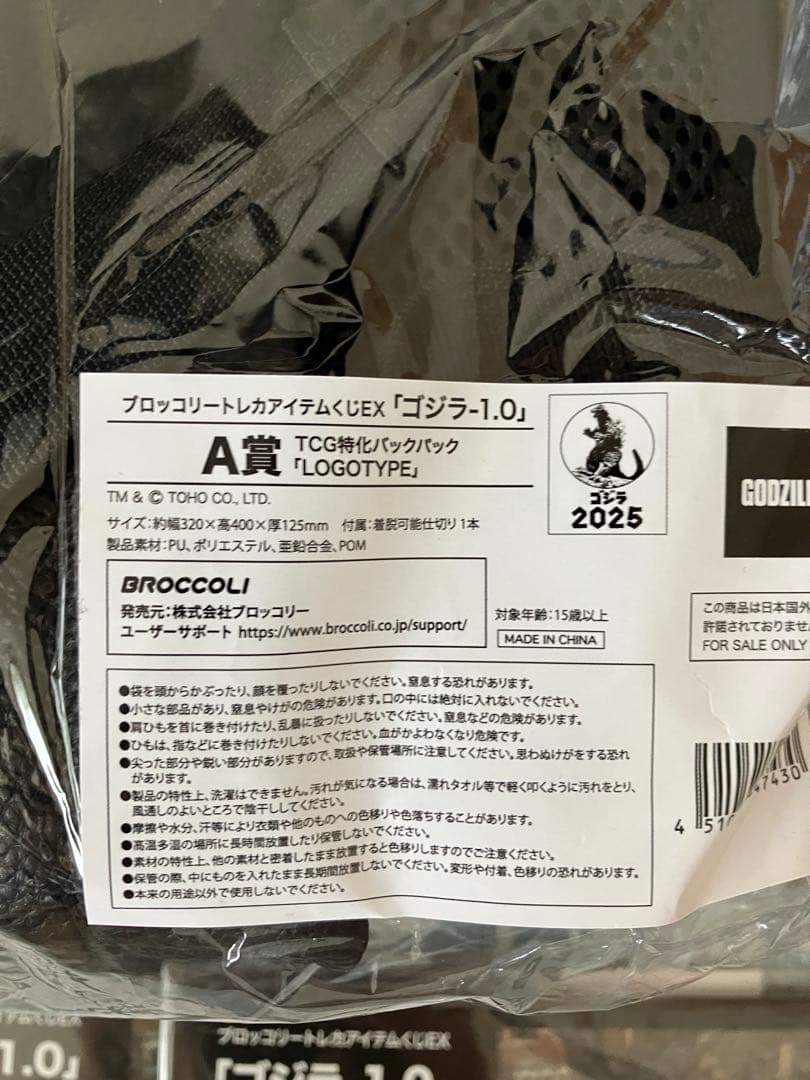 ブロッコリートレカアイテムくじEX「ゴジラ-1.0」
A賞 TCG特化バックパック
「LOGOTYPE」
TM & © TOHO CO., LTD.
サイズ:約幅320×高400×厚125mm 付属:着脱可能仕切り1本
製品素材:PU、ポリエステル、亜鉛合金、POM
ゴジラ
2025
GODZIL
BROCCOLI
発売元:株式会社ブロッコリー
ユーザーサポート https://www.broccoli.co.jp/support/
対象年齢:15歳以上
MADE IN CHINA
この商品は日本国外
許諾されておりませ
FOR SALE ONLY
●袋を頭からかぶったり、顔を覆ったりしないでください。窒息する恐れがあります。
●小さな部品があり、窒息やけがの危険があります。口の中には絶対に入れないでください。
●肩ひもを首に巻き付けたり、乱暴に扱ったりしないでください。窒息などの危険があります。
●ひもは、指などに巻き付けたりしないでください。血がかよわなくなり危険です。
●尖った部分や鋭い部分がありますので、取扱や保管場所に注意してください。思わぬけがをする恐れ
があります。
●製品の特性上、洗濯はできません。汚れが気になる場合は、濡れタオル等で軽く叩くように汚れをとり、
風通しのよいところで陰干ししてください。
●摩擦や水分、汗等により衣類や他のものへの色移りや色落ちすることがあります。
●高温多湿の場所に長時間放置したり保管しないでください。
●素材の特性上、他の素材と密着したまま放置すると色移りしますのでご注意ください。
●保管の際、中にものを入れたまま長期間放置しないでください。変形や付着、色移りの恐れがあります。
●本来の用途以外で使用しないでください。
4 510 47430
ブロッコリートレカアイテムくじEX
1.0」
「ゴジラ-1.0